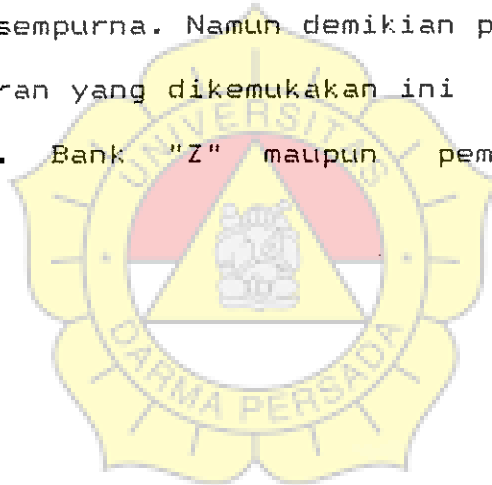 sempurna. Namun demikian p
ran yang dikemukakan ini
. Bank "Z" maupun pem
UNIVERSITAS
DARMA PERSADA